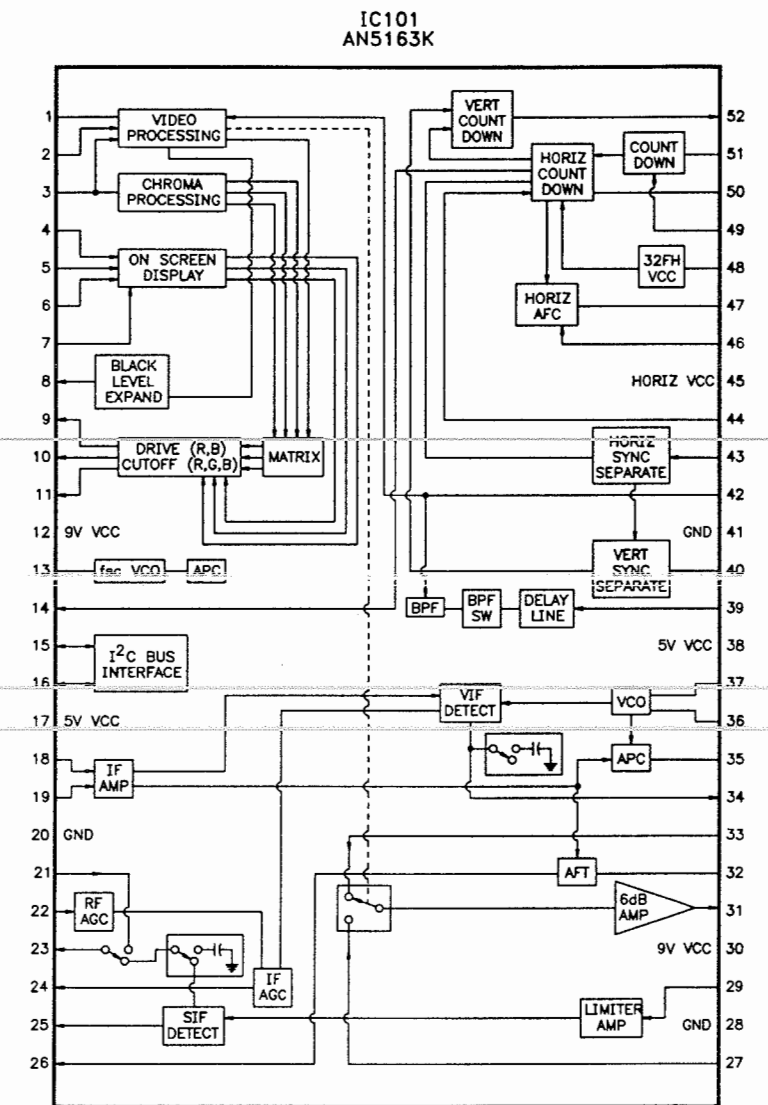 IC101
AN5163K
1
2
3
4
5
6
7
8
9
10
11
12
13
14
15
16
17
18
19
20
21
22
23
24
25
26
VIDEO
PROCESSING
CHROMA
PROCESSING
ON SCREEN
DISPLAY
BLACK
LEVEL
EXPAND
DRIVE (R,B)
CUTOFF (R,G,B)
MATRIX
9V VCC
fsc VCO
APC
I²C BUS
INTERFACE
5V VCC
IF
AMP
GND
RF
AGC
IF
AGC
SIF
DETECT
VERT
COUNT
DOWN
HORIZ
COUNT
DOWN
COUNT
DOWN
32FH
VCC
HORIZ
AFC
HORIZ VCC
HORIZ
SYNC
SEPARATE
GND
VERT
SYNC
SEPARATE
BPF
BPF
SW
DELAY
LINE
5V VCC
VIF
DETECT
VCO
APC
AFT
6dB
AMP
9V VCC
LIMITER
AMP
GND
52
51
50
49
48
47
46
45
44
43
42
41
40
39
38
37
36
35
34
33
32
31
30
29
28
27